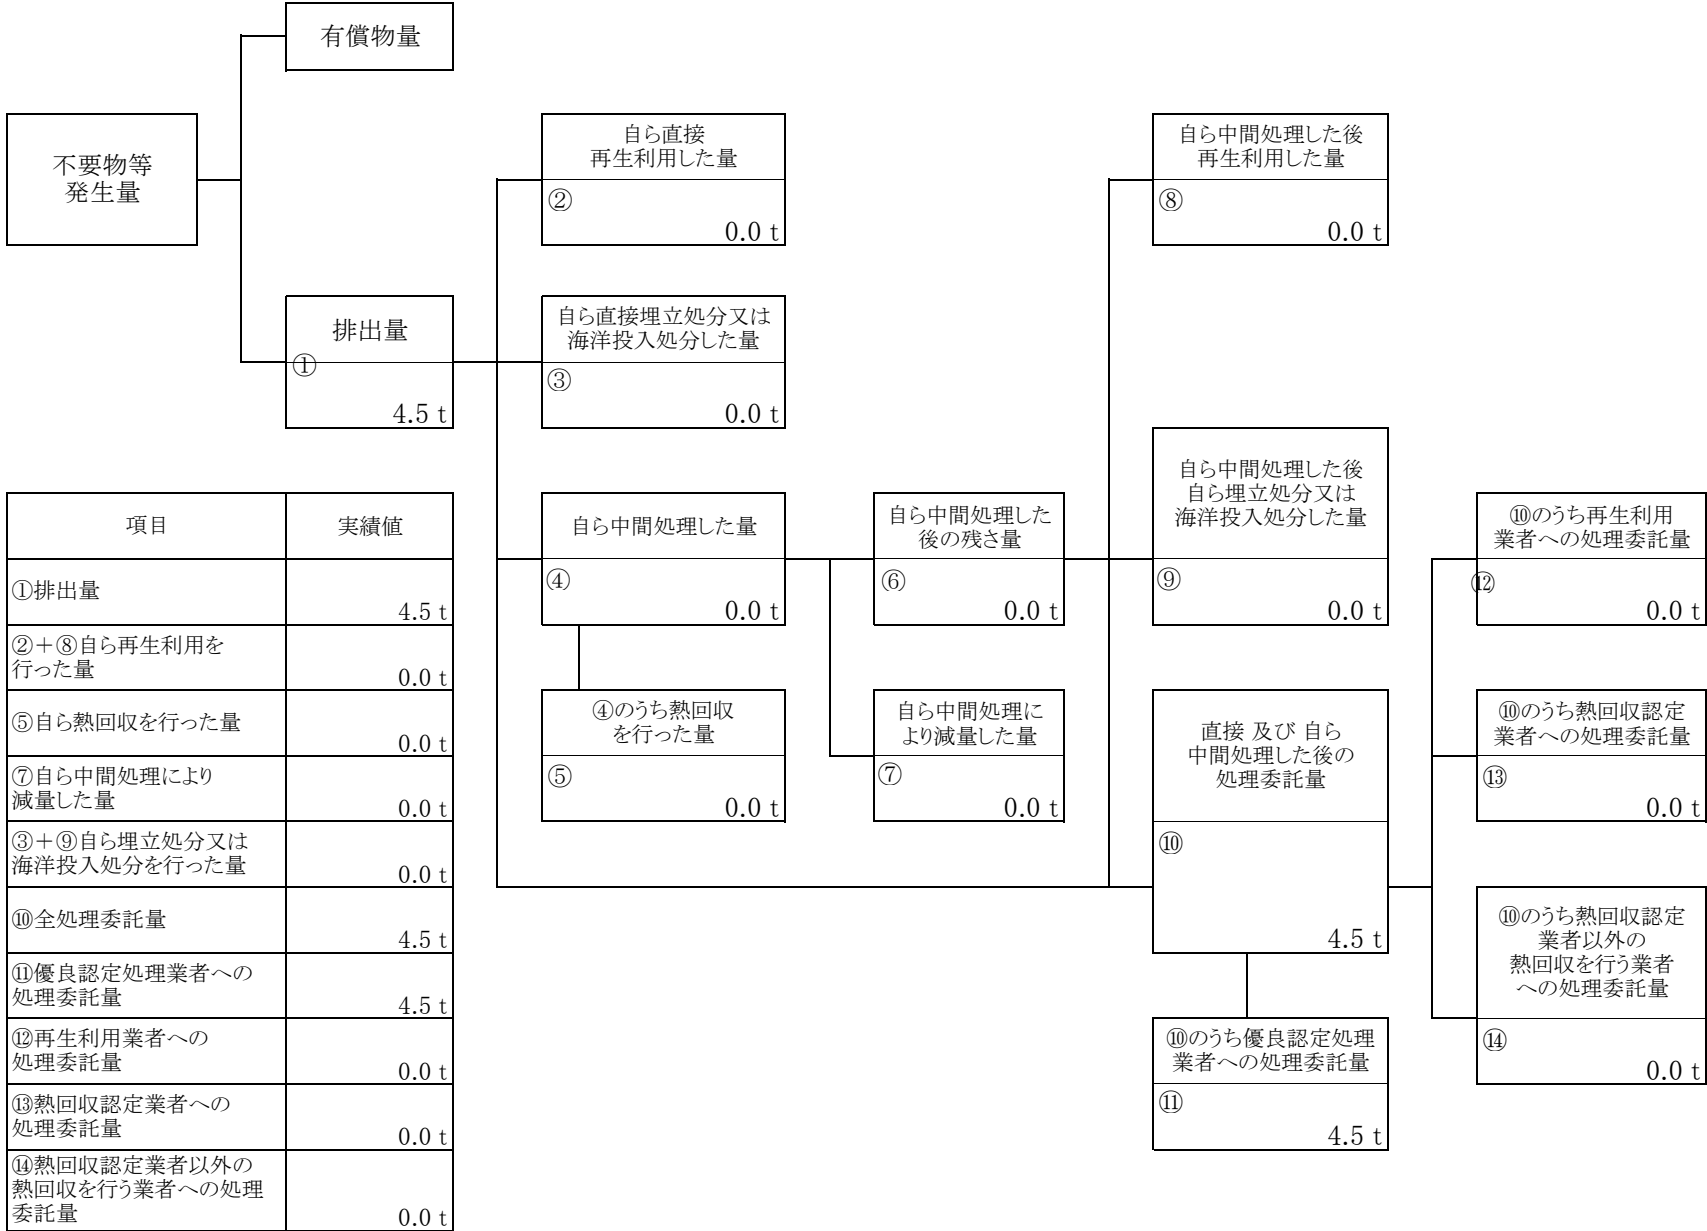 有償物量
不要物等
発生量
自ら直接
再生利用した量
②
0.0 t
自ら中間処理した後
再生利用した量
⑧
0.0 t
排出量
①
4.5 t
自ら直接埋立処分又は
海洋投入処分した量
③
0.0 t
自ら中間処理した量
④
0.0 t
自ら中間処理した
後の残さ量
⑥
0.0 t
自ら中間処理した後
自ら埋立処分又は
海洋投入処分した量
⑨
0.0 t
⑩のうち再生利用
業者への処理委託量
⑫
0.0 t
④のうち熱回収
を行った量
⑤
0.0 t
自ら中間処理に
より減量した量
⑦
0.0 t
直接 及び 自ら
中間処理した後の
処理委託量
⑩
4.5 t
⑩のうち熱回収認定
業者への処理委託量
⑬
0.0 t
⑩のうち熱回収認定
業者以外の
熱回収を行う業者
への処理委託量
⑭
0.0 t
⑩のうち優良認定処理
業者への処理委託量
⑪
4.5 t
項目 実績値
①排出量
4.5 t
②＋⑧自ら再生利用を
行った量
0.0 t
⑤自ら熱回収を行った量
0.0 t
⑦自ら中間処理により
減量した量
0.0 t
③＋⑨自ら埋立処分又は
海洋投入処分を行った量
0.0 t
⑩全処理委託量
4.5 t
⑪優良認定処理業者への
処理委託量
4.5 t
⑫再生利用業者への
処理委託量
0.0 t
⑬熱回収認定業者への
処理委託量
0.0 t
⑭熱回収認定業者以外の
熱回収を行う業者への処理
委託量
0.0 t